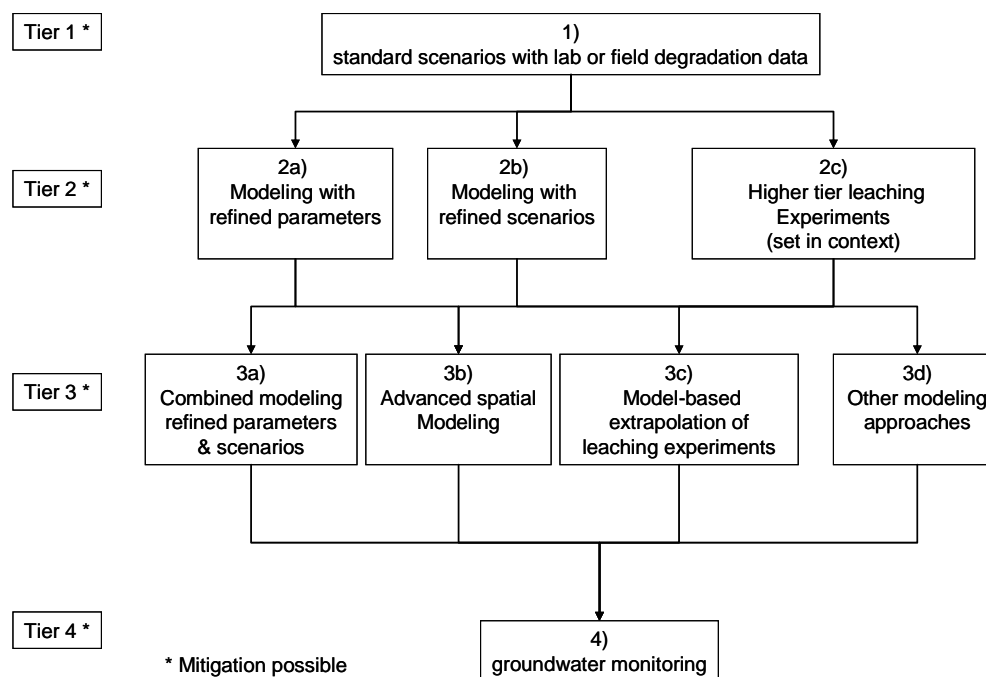 Tier 1 *
1)
standard scenarios with lab or field degradation data
Tier 2 *
2a)
Modeling with
refined parameters
2b)
Modeling with
refined scenarios
2c)
Higher tier leaching
Experiments
(set in context)
Tier 3 *
3a)
Combined modeling
refined parameters
& scenarios
3b)
Advanced spatial
Modeling
3c)
Model-based
extrapolation of
leaching experiments
3d)
Other modeling
approaches
Tier 4 *
4)
groundwater monitoring
* Mitigation possible